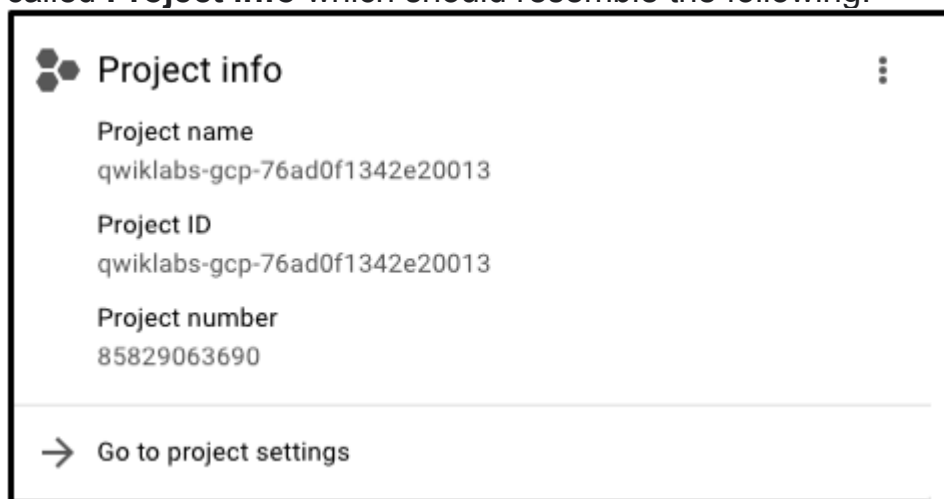 called Project Info which should resemble the following:
Project info
Project name
qwiklabs-gcp-76ad0f1342e20013
Project ID
qwiklabs-gcp-76ad0f1342e20013
Project number
85829063690
Go to project settings